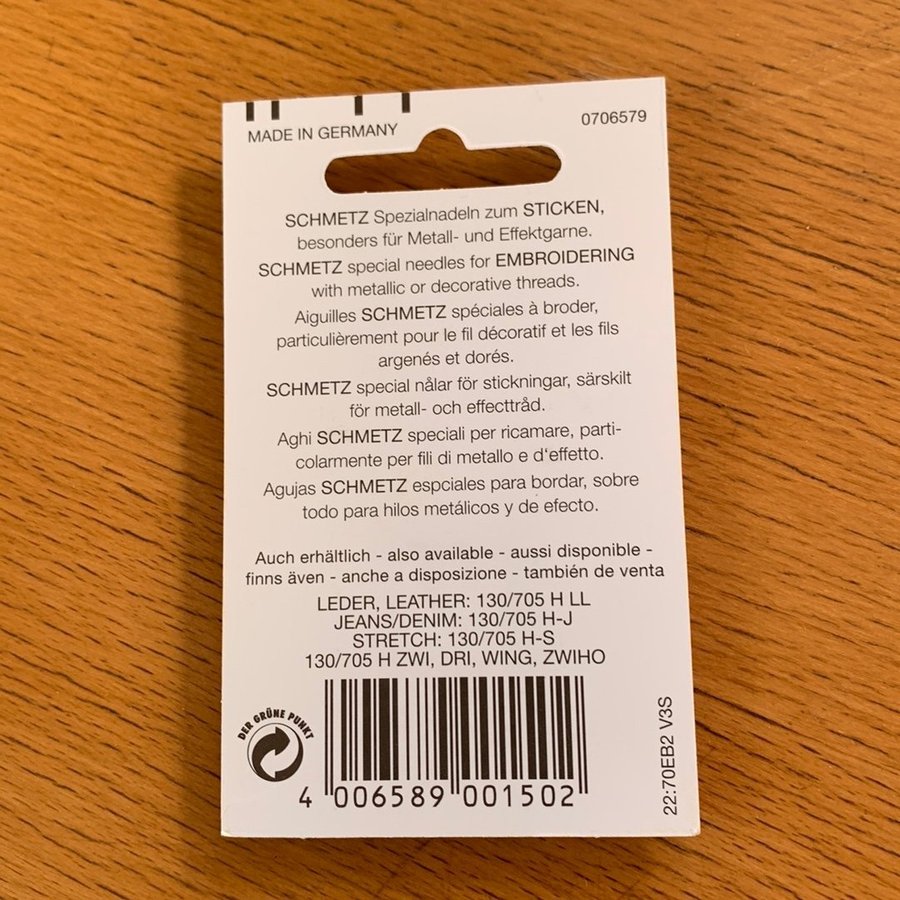 MADE IN GERMANY
0706579
SCHMETZ Spezialnadeln zum STICKEN,
besonders für Metall- und Effektgarne.
SCHMETZ special needles for EMBROIDERING
with metallic or decorative threads.
Aiguilles SCHMETZ spéciales à broder,
particulièrement pour le fil décoratif et les fils
argenés et dorés.
SCHMETZ special nålar för stickningar, särskilt
för metall- och effecttråd.
Aghi SCHMETZ speciali per ricamare, parti-
colarmente per fili di metallo e d'effetto.
Agujas SCHMETZ espciales para bordar, sobre
todo para hilos metálicos y de efecto.
Auch erhältlich - also available - aussi disponible -
finns även - anche a disposizione - también de venta
LEDER, LEATHER: 130/705 H LL
JEANS/DENIM: 130/705 H-J
STRETCH: 130/705 H-S
130/705 H ZWI, DRI, WING, ZWIHO
DER GRÜNE PUNKT
4 006589 001502
22:70EB2 V3S